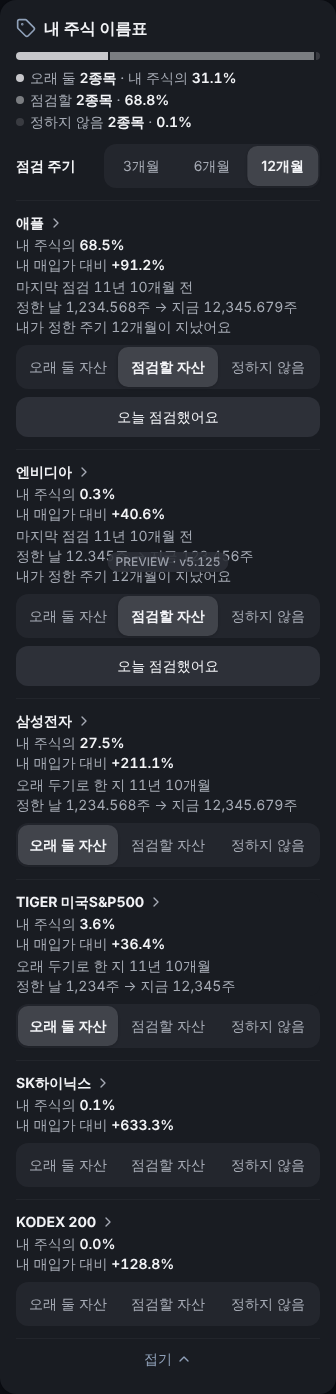 내 주식 이름표
오래 둘 2종목 · 내 주식의 31.1%
점검할 2종목 · 68.8%
정하지 않음 2종목 · 0.1%
점검 주기 3개월 6개월 12개월
애플
내 주식의 68.5%
내 매입가 대비 +91.2%
마지막 점검 11년 10개월 전
정한 날 1,234.568주 → 지금 12,345.679주
내가 정한 주기 12개월이 지났어요
오래 둘 자산 점검할 자산 정하지 않음
오늘 점검했어요
엔비디아
내 주식의 0.3%
내 매입가 대비 +40.6%
마지막 점검 11년 10개월 전
정한 날
PREVIEW · v5.125
내가 정한 주기 12개월이 지났어요
오래 둘 자산 점검할 자산 정하지 않음
오늘 점검했어요
삼성전자
내 주식의 27.5%
내 매입가 대비 +211.1%
오래 두기로 한 지 11년 10개월
정한 날 1,234.568주 → 지금 12,345.679주
오래 둘 자산 점검할 자산 정하지 않음
TIGER 미국S&P500
내 주식의 3.6%
내 매입가 대비 +36.4%
오래 두기로 한 지 11년 10개월
정한 날 1,234주 → 지금 12,345주
오래 둘 자산 점검할 자산 정하지 않음
SK하이닉스
내 주식의 0.1%
내 매입가 대비 +633.3%
오래 둘 자산 점검할 자산 정하지 않음
KODEX 200
내 주식의 0.0%
내 매입가 대비 +128.8%
오래 둘 자산 점검할 자산 정하지 않음
접기